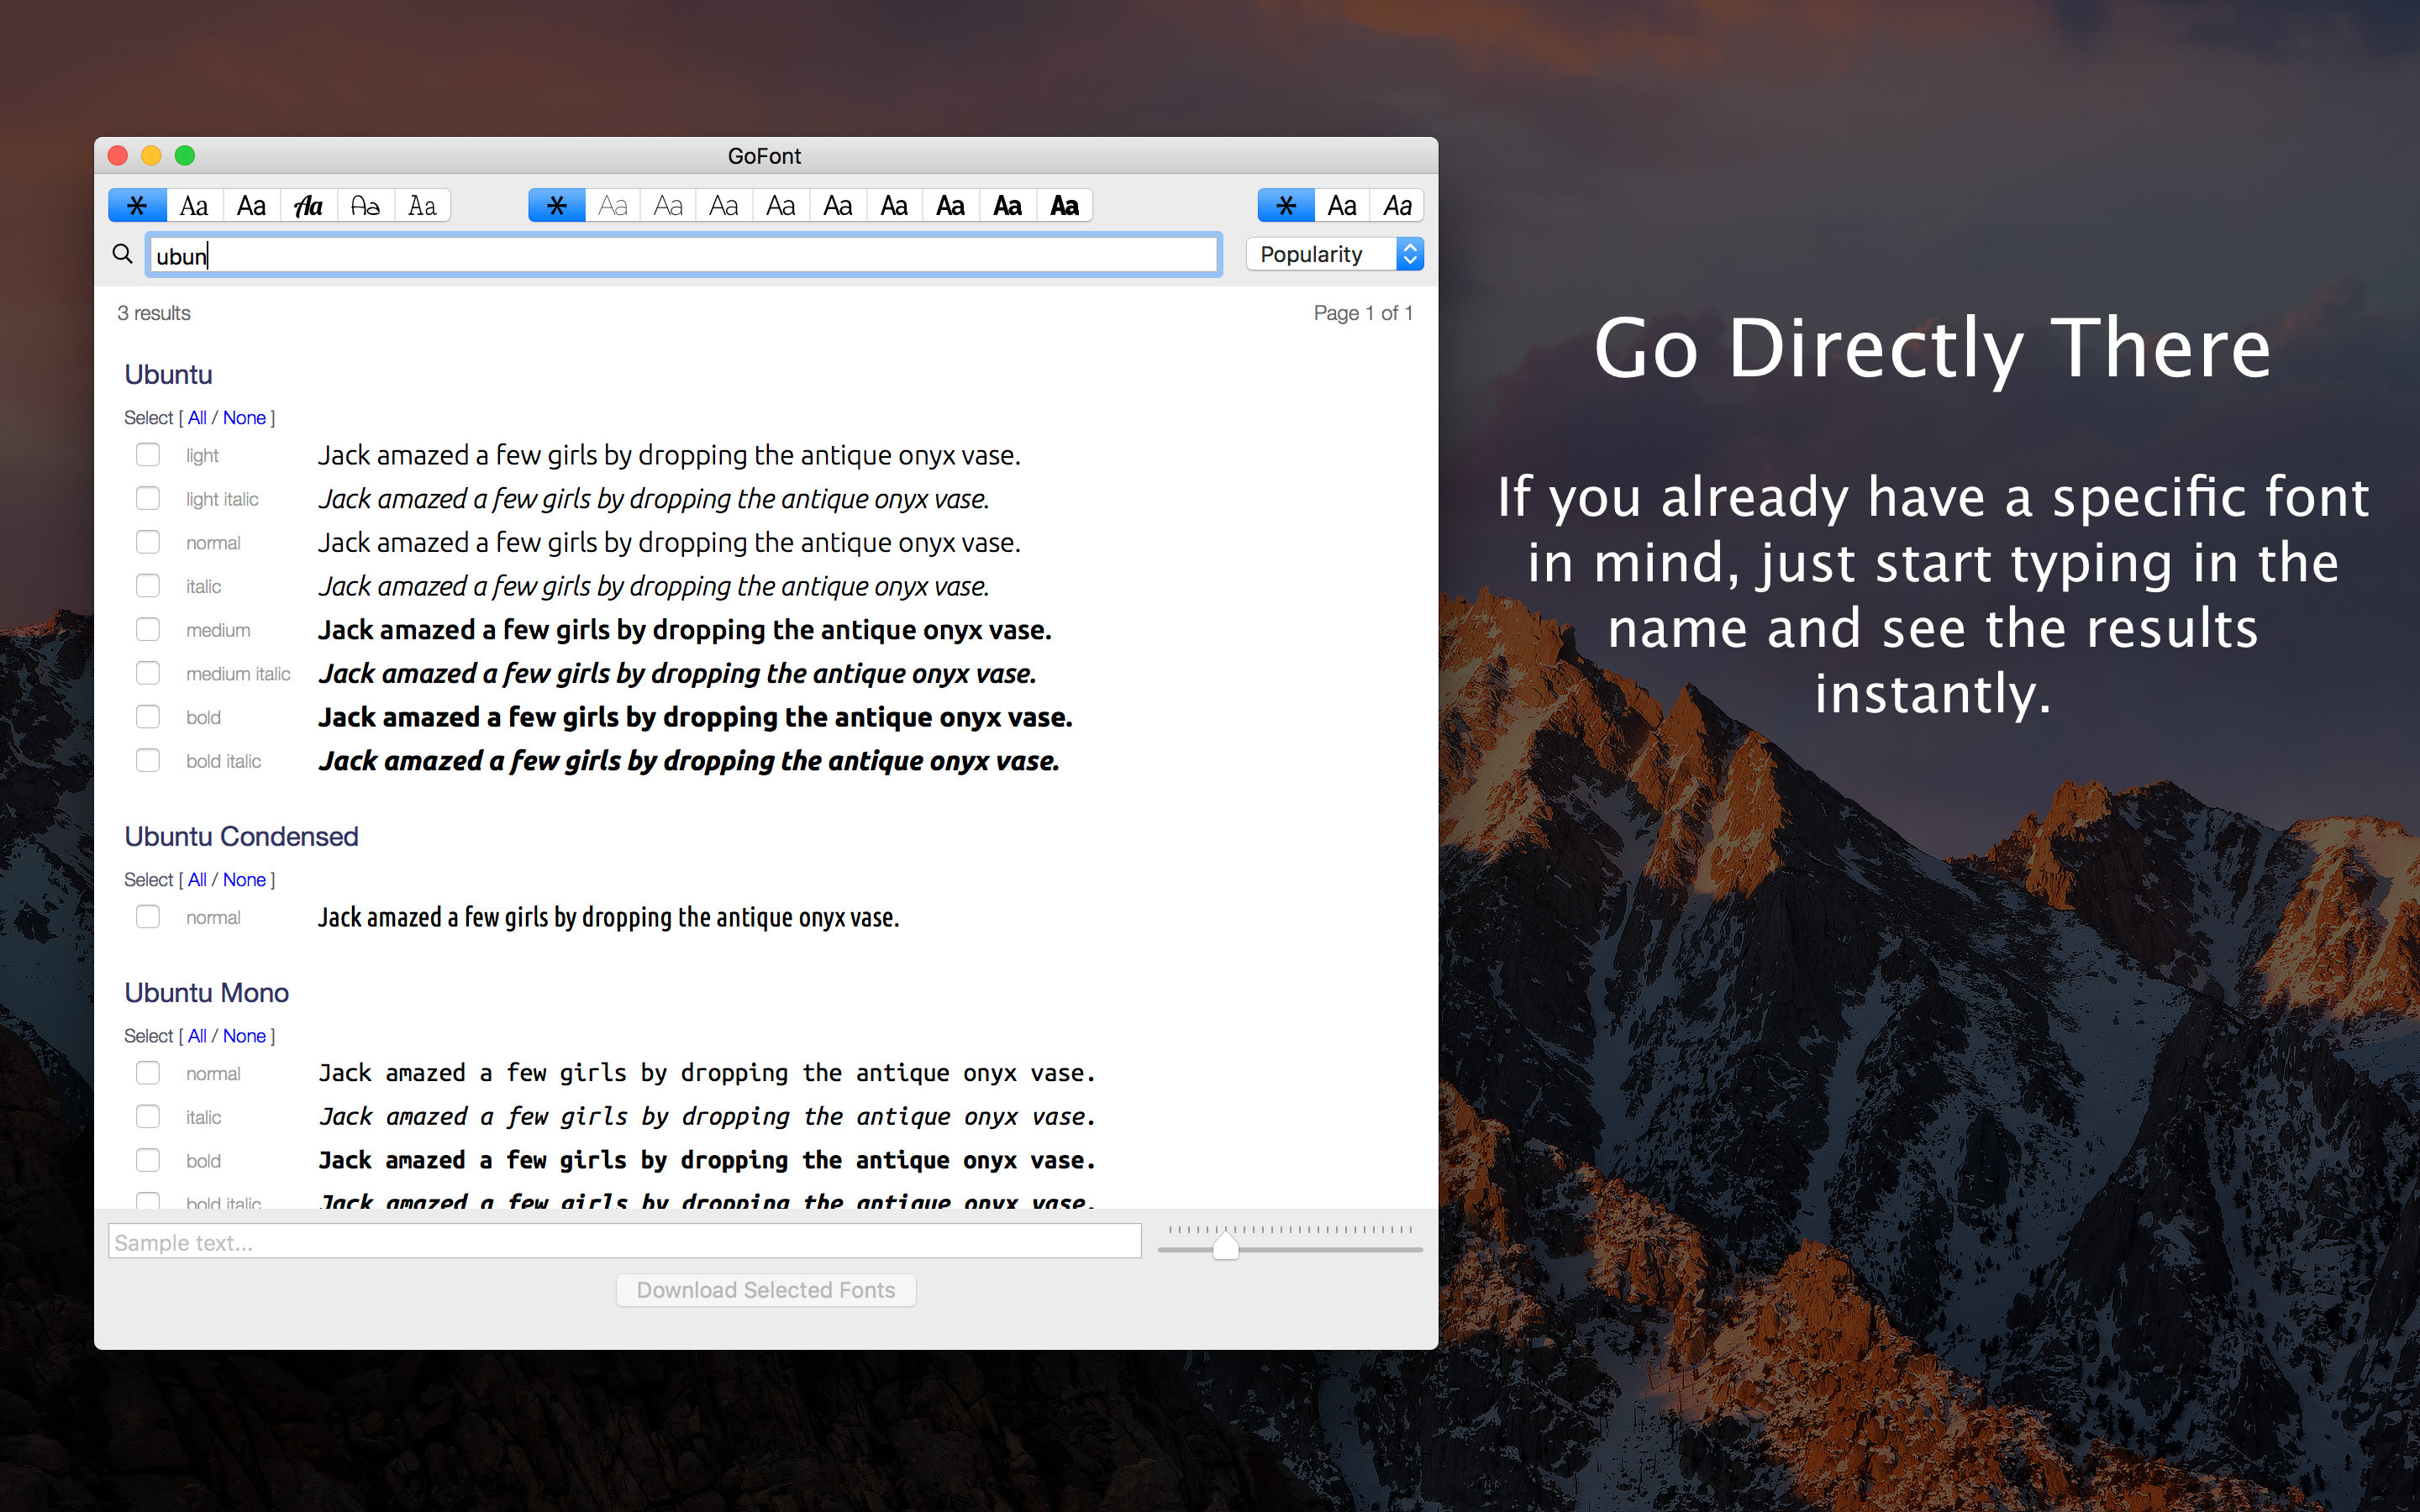 GoFont
* Aa Aa Aa Aa Aa * Aa Aa Aa Aa Aa Aa Aa Aa Aa * Aa Aa
ubun Popularity
3 results Page 1 of 1
Ubuntu
Select [ All / None ]
light Jack amazed a few girls by dropping the antique onyx vase.
light italic Jack amazed a few girls by dropping the antique onyx vase.
normal Jack amazed a few girls by dropping the antique onyx vase.
italic Jack amazed a few girls by dropping the antique onyx vase.
medium Jack amazed a few girls by dropping the antique onyx vase.
medium italic Jack amazed a few girls by dropping the antique onyx vase.
bold Jack amazed a few girls by dropping the antique onyx vase.
bold italic Jack amazed a few girls by dropping the antique onyx vase.
Ubuntu Condensed
Select [ All / None ]
normal Jack amazed a few girls by dropping the antique onyx vase.
Ubuntu Mono
Select [ All / None ]
normal Jack amazed a few girls by dropping the antique onyx vase.
italic Jack amazed a few girls by dropping the antique onyx vase.
bold Jack amazed a few girls by dropping the antique onyx vase.
bold italic Jack amazed a few girls by dropping the antique onyx vase.
Sample text...
Download Selected Fonts
Go Directly There
If you already have a specific font
in mind, just start typing in the
name and see the results
instantly.